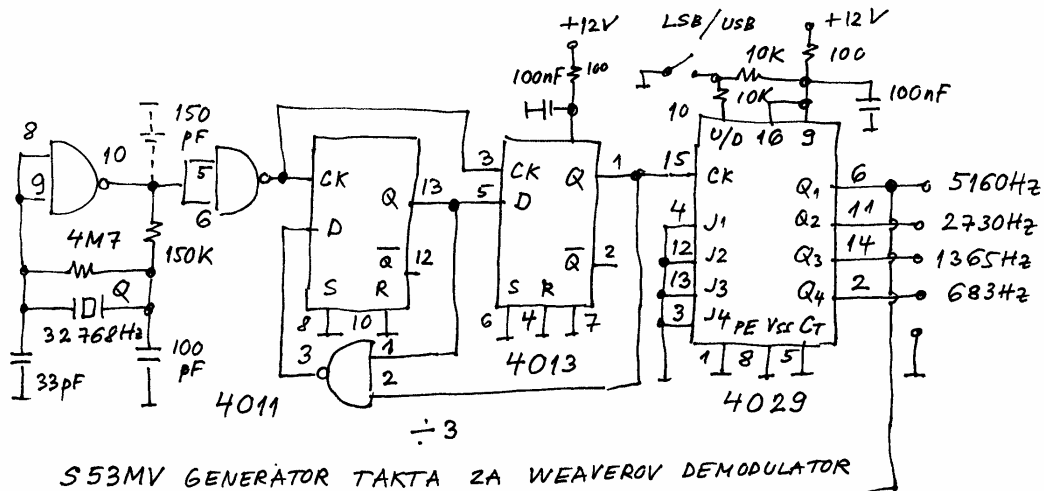 +12V
LSB/USB
+12V
100nF
100
10K
100
10K
100nF
150
pF
8
10
9
5
6
4M7
150K
Q
32768Hz
33pF
100
pF
CK
D
Q
13
Q
12
S
R
8
10
3
1
2
4011
÷3
3
CK
5
D
Q
1
Q
2
S
R
6
4
7
4013
10
U/D
16
9
15
CK
4
J1
12
J2
13
J3
3
J4
PE
VSS
CT
1
8
5
4029
Q1
6
5160Hz
Q2
11
2730Hz
Q3
14
1365Hz
Q4
2
683Hz
S53MV GENERATOR TAKTA ZA WEAVEROV DEMODULATOR